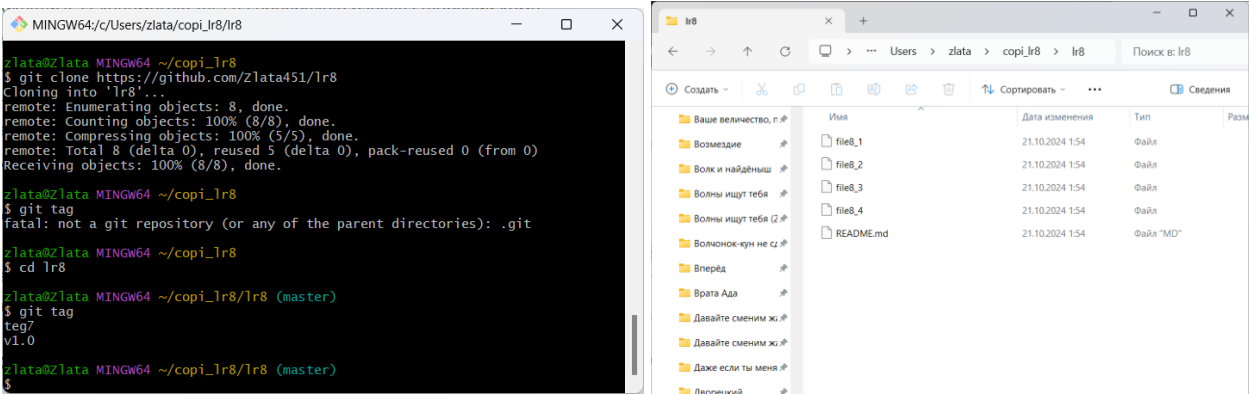 MINGW64:/c/Users/zlata/copi_lr8/lr8
zlata@Zlata MINGW64 ~/copi_lr8
$ git clone https://github.com/Zlata451/lr8
Cloning into 'lr8'...
remote: Enumerating objects: 8, done.
remote: Counting objects: 100% (8/8), done.
remote: Compressing objects: 100% (5/5), done.
remote: Total 8 (delta 0), reused 5 (delta 0), pack-reused 0 (from 0)
Receiving objects: 100% (8/8), done.
zlata@Zlata MINGW64 ~/copi_lr8
$ git tag
fatal: not a git repository (or any of the parent directories): .git
zlata@Zlata MINGW64 ~/copi_lr8
$ cd lr8
zlata@Zlata MINGW64 ~/copi_lr8/lr8 (master)
$ git tag
teg7
v1.0
zlata@Zlata MINGW64 ~/copi_lr8/lr8 (master)
$
lr8
Users > zlata > copi_lr8 > lr8
Поиск в: lr8
Создать
Сортировать
Сведения
Имя Дата изменения Тип Разм
file8_1 21.10.2024 1:54 Файл
file8_2 21.10.2024 1:54 Файл
file8_3 21.10.2024 1:54 Файл
file8_4 21.10.2024 1:54 Файл
README.md 21.10.2024 1:54 Файл "MD"
Ваше величество, п
Возмездие
Волк и найдёныш
Волны ищут тебя
Волны ищут тебя (2
Волчонок-кун не сд
Вперёд
Врата Ада
Давайте сменим жа
Давайте сменим жа
Даже если ты меня
Дворецкий